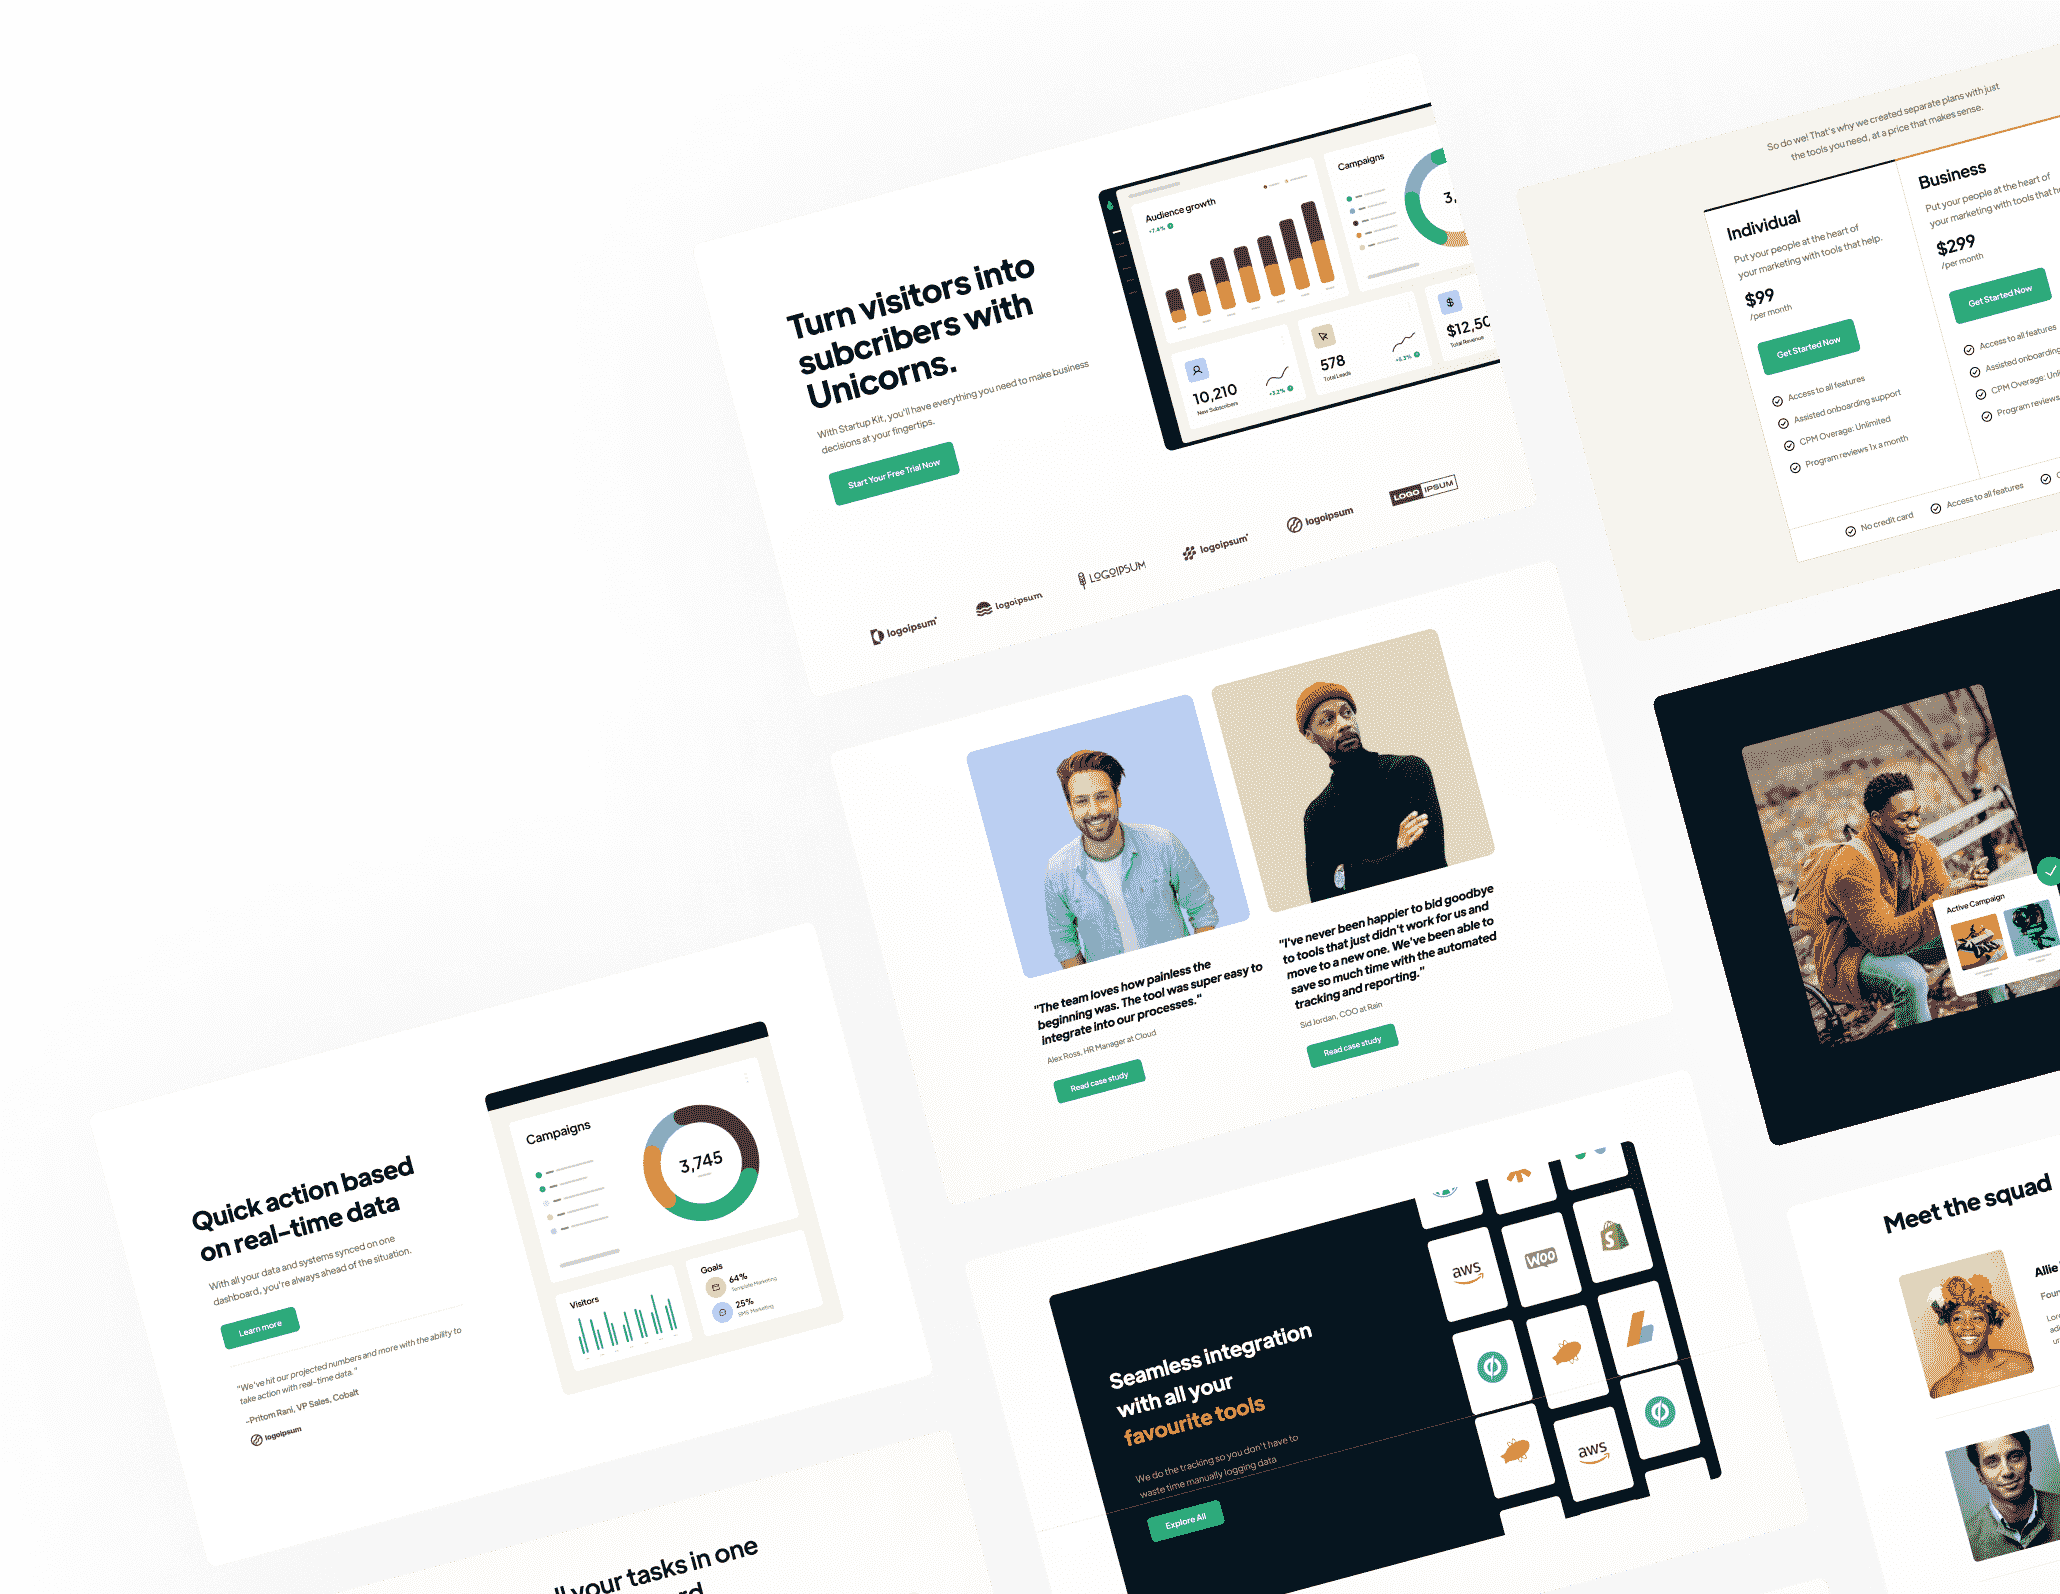 Turn visitors into
subcribers with
Unicorns.
With Startup Kit, you'll have everything you need to make business
decisions at your fingertips.
Start Your Free Trial Now
Audience growth
+7.4%
Campaigns
3,
10,210
New Subscribers
+3.2%
578
Total Leads
+8.3%
$12,50
Total Revenue
logoipsum
logoipsum
LOGOIPSUM
logoipsum
logoipsum
LOGO IPSUM
So do we! That's why we created separate plans with just
the tools you need, at a price that makes sense.
Individual
Put your people at the heart of
your marketing with tools that help.
$99
/per month
Get Started Now
Access to all features
Assisted onboarding support
CPM Overage: Unlimited
Program reviews 1x a month
Business
Put your people at the heart of
your marketing with tools that
$299
/per month
Get Started Now
Access to all features
Assisted onboarding
CPM Overage:
Program reviews
No credit card
Access to all features
"The team loves how painless the
beginning was. The tool was super easy to
integrate into our processes."
Alex Ross, HR Manager at Cloud
Read case study
"I've never been happier to bid goodbye
to tools that just didn't work for us and
move to a new one. We've been able to
save so much time with the automated
tracking and reporting."
Sid Jordan, COO at Rain
Read case study
Active Campaign
Quick action based
on real-time data
With all your data and systems synced on one
dashboard, you're always ahead of the situation.
Learn more
"We've hit our projected numbers and more with the ability to
take action with real-time data."
-Pritom Rani, VP Sales, Cobalt
logoipsum
Campaigns
3,745
Visitors
Goals
64%
Template Marketing
25%
SMS Marketing
Seamless integration
with all your
favourite tools
We do the tracking so you don't have to
waste time manually logging data
Explore All
aws
WOO
aws
Meet the squad
Allie
your tasks in one